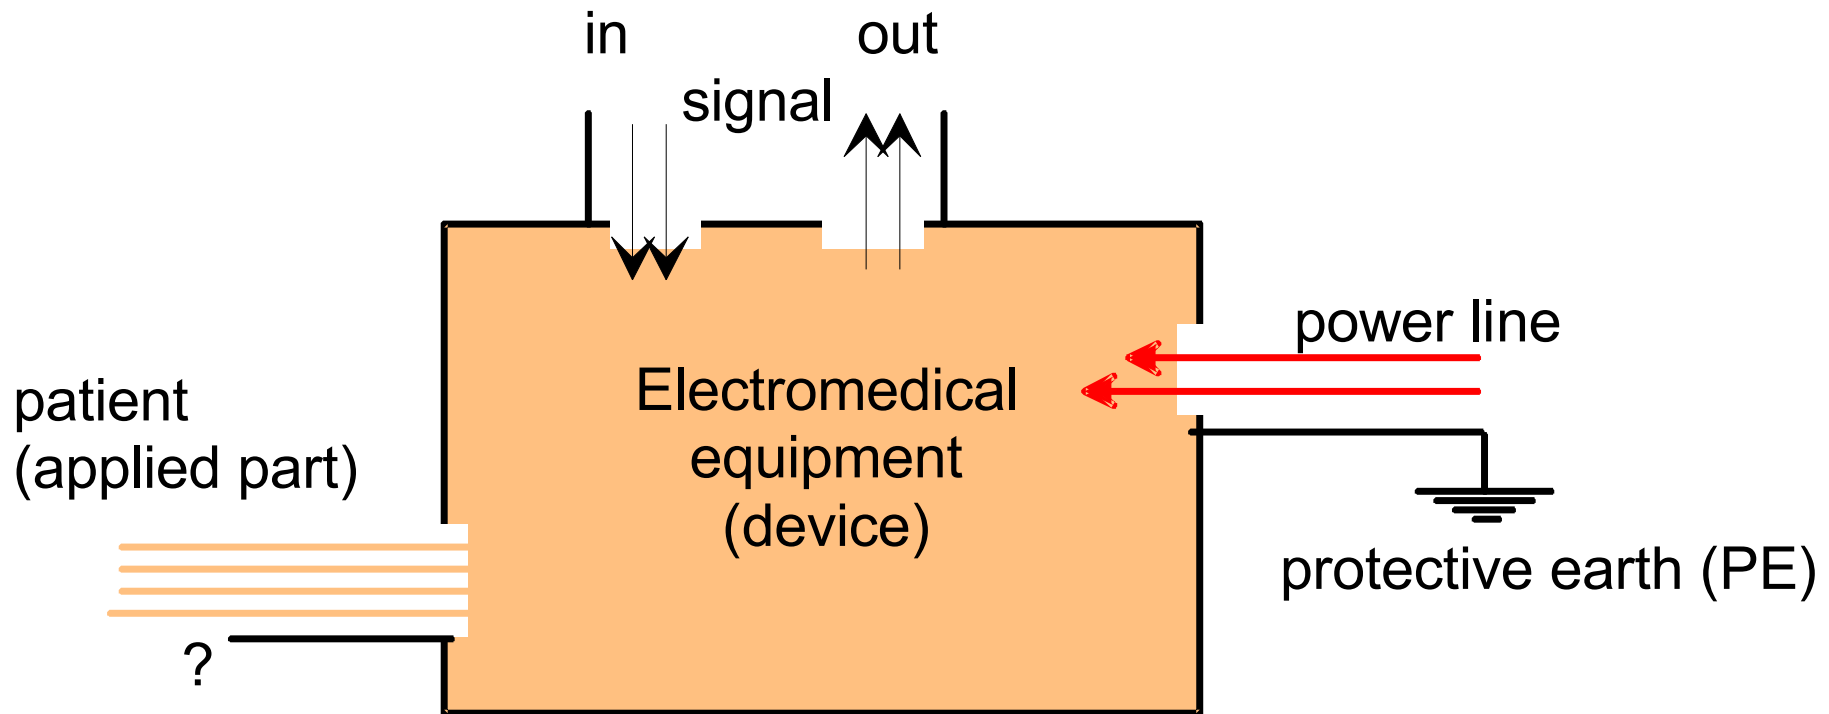 in
out
signal
power line
Electromedical
equipment
(device)
patient
(applied part)
protective earth (PE)
?